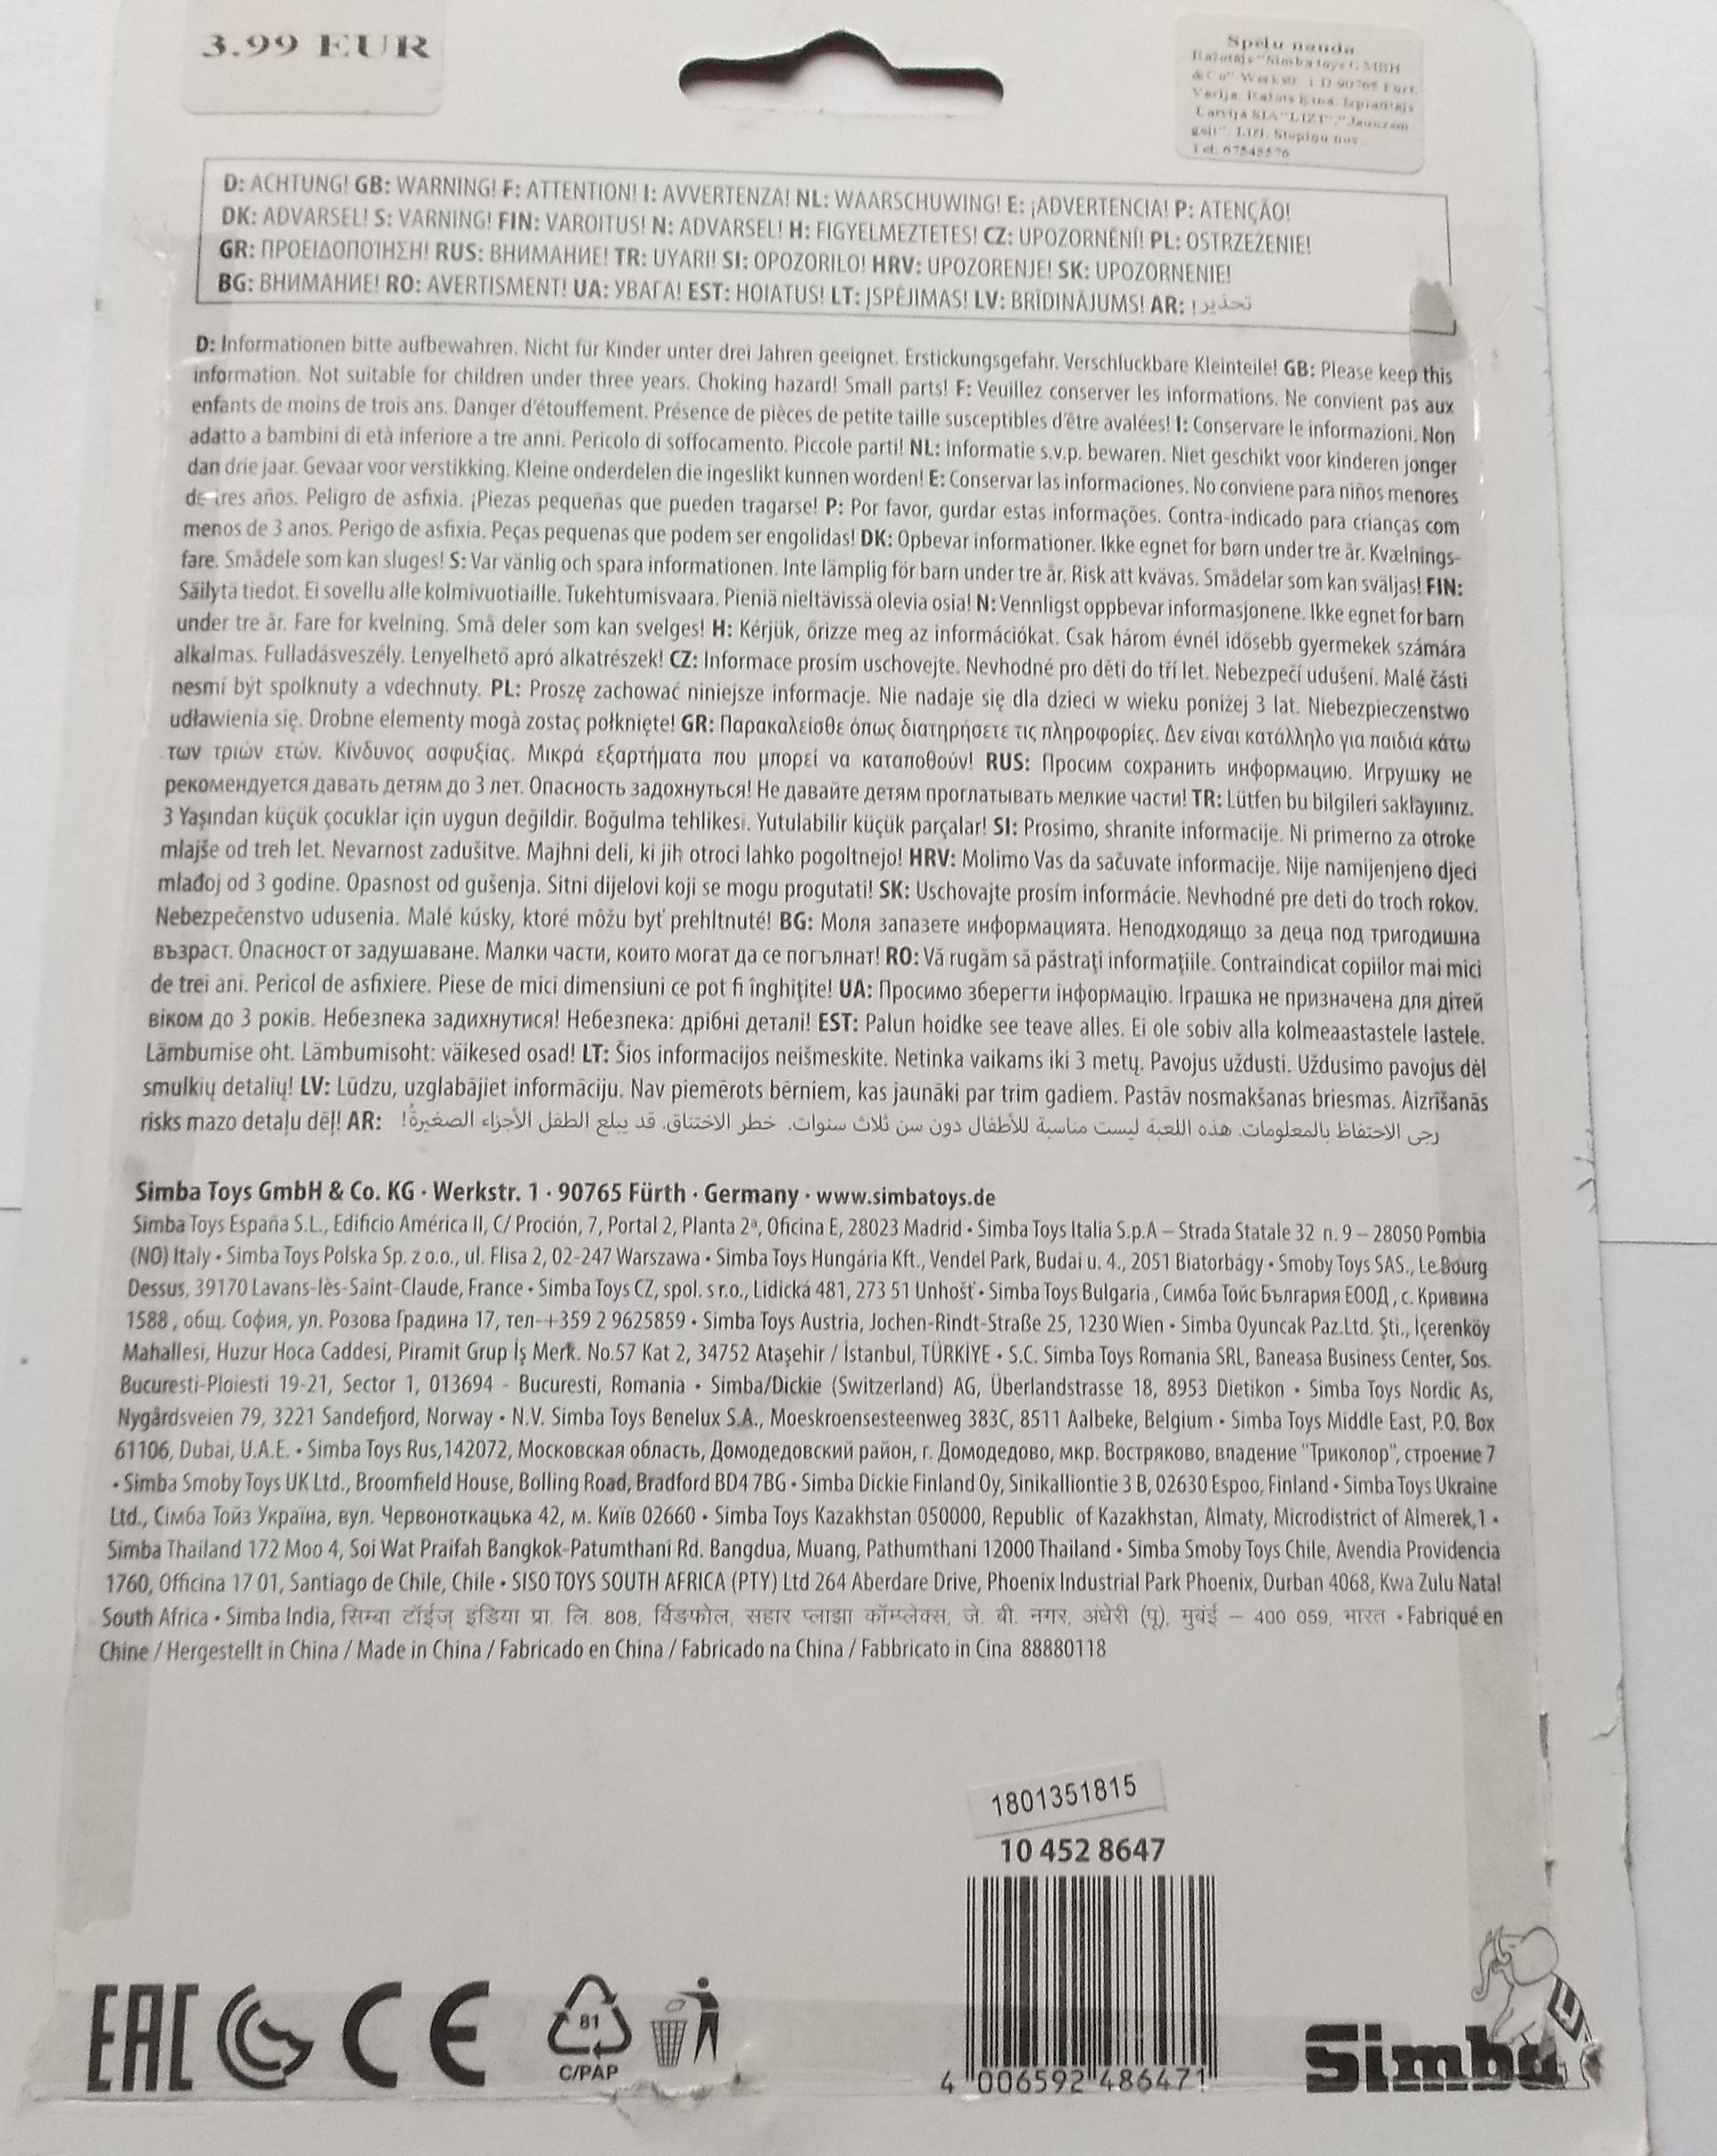 3.99 EUR
Spēļu nauda
Ražotājs "Simba toys GMBH
& Co" Werkstr. 1 D-90765 Furt,
Vācija. Ražots Ķīnā. Izplatītājs
Latvijā SIA "LIZI", "Jaunzem
goji", Līči, Stopiņu nov.
Tel. 67545576
D: ACHTUNG! GB: WARNING! F: ATTENTION! I: AVVERTENZA! NL: WAARSCHUWING! E: ¡ADVERTENCIA! P: ATENÇÃO!
DK: ADVARSEL! S: VARNING! FIN: VAROITUS! N: ADVARSEL! H: FIGYELMEZTETES! CZ: UPOZORNĚNÍ! PL: OSTRZEŻENIE!
GR: ΠΡΟΕΙΔΟΠΟΊΗΣΗ! RUS: ВНИМАНИЕ! TR: UYARI! SI: OPOZORILO! HRV: UPOZORENJE! SK: UPOZORNENIE!
BG: ВНИМАНИЕ! RO: AVERTISMENT! UA: УВАГА! EST: HOIATUS! LT: ĮSPĖJIMAS! LV: BRĪDINĀJUMS! AR: تحذير!
D: Informationen bitte aufbewahren. Nicht für Kinder unter drei Jahren geeignet. Erstickungsgefahr. Verschluckbare Kleinteile! GB: Please keep this
information. Not suitable for children under three years. Choking hazard! Small parts! F: Veuillez conserver les informations. Ne convient pas aux
enfants de moins de trois ans. Danger d'étouffement. Présence de pièces de petite taille susceptibles d'être avalées! I: Conservare le informazioni. Non
adatto a bambini di età inferiore a tre anni. Pericolo di soffocamento. Piccole parti! NL: Informatie s.v.p. bewaren. Niet geschikt voor kinderen jonger
dan drie jaar. Gevaar voor verstikking. Kleine onderdelen die ingeslikt kunnen worden! E: Conservar las informaciones. No conviene para niños menores
de tres años. Peligro de asfixia. ¡Piezas pequeñas que pueden tragarse! P: Por favor, gurdar estas informações. Contra-indicado para crianças com
menos de 3 anos. Perigo de asfixia. Peças pequenas que podem ser engolidas! DK: Opbevar informationer. Ikke egnet for børn under tre år. Kvælnings-
fare. Smådele som kan sluges! S: Var vänlig och spara informationen. Inte lämplig för barn under tre år. Risk att kvävas. Smådelar som kan sväljas! FIN:
Säilytä tiedot. Ei sovellu alle kolmivuotiaille. Tukehtumisvaara. Pieniä nieltävissä olevia osia! N: Vennligst oppbevar informasjonene. Ikke egnet for barn
under tre år. Fare for kvelning. Små deler som kan svelges! H: Kérjük, őrizze meg az információkat. Csak három évnél idősebb gyermekek számára
alkalmas. Fulladásveszély. Lenyelhető apró alkatrészek! CZ: Informace prosím uschovejte. Nevhodné pro děti do tří let. Nebezpečí udušení. Malé části
nesmí být spolknuty a vdechnuty. PL: Proszę zachować niniejsze informacje. Nie nadaje się dla dzieci w wieku poniżej 3 lat. Niebezpieczenstwo
udławienia się. Drobne elementy mogà zostaç połknięte! GR: Παρακαλείσθε όπως διατηρήσετε τις πληροφορίες. Δεν είναι κατάλληλο για παιδιά κάτω
των τριών ετών. Κίνδυνος ασφυξίας. Μικρά εξαρτήματα που μπορεί να καταποθούν! RUS: Просим сохранить информацию. Игрушку не
рекомендуется давать детям до 3 лет. Опасность задохнуться! Не давайте детям проглатывать мелкие части! TR: Lütfen bu bilgileri saklayıınız.
3 Yaşından küçük çocuklar için uygun değildir. Boğulma tehlikesi. Yutulabilir küçük parçalar! SI: Prosimo, shranite informacije. Ni primerno za otroke
mlajše od treh let. Nevarnost zadušitve. Majhni deli, ki jih otroci lahko pogoltnejo! HRV: Molimo Vas da sačuvate informacije. Nije namijenjeno djeci
mlađoj od 3 godine. Opasnost od gušenja. Sitni dijelovi koji se mogu progutati! SK: Uschovajte prosím informácie. Nevhodné pre deti do troch rokov.
Nebezpečenstvo udusenia. Malé kúsky, ktoré môžu byť prehltnuté! BG: Моля запазете информацията. Неподходящо за деца под тригодишна
възраст. Опасност от задушаване. Малки части, които могат да се погълнат! RO: Vă rugăm să păstraţi informaţiile. Contraindicat copiilor mai mici
de trei ani. Pericol de asfixiere. Piese de mici dimensiuni ce pot fi înghiţite! UA: Просимо зберегти інформацію. Іграшка не призначена для дітей
віком до 3 років. Небезпека задихнутися! Небезпека: дрібні деталі! EST: Palun hoidke see teave alles. Ei ole sobiv alla kolmeaastastele lastele.
Lämbumise oht. Lämbumisoht: väikesed osad! LT: Šios informacijos neišmeskite. Netinka vaikams iki 3 metų. Pavojus uždusti. Uždusimo pavojus dėl
smulkių detalių! LV: Lūdzu, uzglabājiet informāciju. Nav piemērots bērniem, kas jaunāki par trim gadiem. Pastāv nosmakšanas briesmas. Aizrīšanās
risks mazo detaļu dēļ! AR: رجى الاحتفاظ بالمعلومات. هذه اللعبة ليست مناسبة للأطفال دون سن ثلاث سنوات. خطر الاختناق. قد يبلع الطفل الأجزاء الصغيرة!
Simba Toys GmbH & Co. KG · Werkstr. 1 · 90765 Fürth · Germany · www.simbatoys.de
Simba Toys España S.L., Edificio América II, C/ Proción, 7, Portal 2, Planta 2ª, Oficina E, 28023 Madrid • Simba Toys Italia S.p.A – Strada Statale 32 n. 9 – 28050 Pombia
(NO) Italy • Simba Toys Polska Sp. z o.o., ul. Flisa 2, 02-247 Warszawa • Simba Toys Hungária Kft., Vendel Park, Budai u. 4., 2051 Biatorbágy • Smoby Toys SAS., Le Bourg
Dessus, 39170 Lavans-lès-Saint-Claude, France • Simba Toys CZ, spol. s r.o., Lidická 481, 273 51 Unhošť • Simba Toys Bulgaria , Симба Тойс България ЕООД , с. Кривина
1588 , общ. София, ул. Розова Градина 17, тел-+359 2 9625859 • Simba Toys Austria, Jochen-Rindt-Straße 25, 1230 Wien • Simba Oyuncak Paz.Ltd. Şti., İçerenköy
Mahallesi, Huzur Hoca Caddesi, Piramit Grup İş Merk. No.57 Kat 2, 34752 Ataşehir / İstanbul, TÜRKİYE • S.C. Simba Toys Romania SRL, Baneasa Business Center, Sos.
Bucuresti-Ploiesti 19-21, Sector 1, 013694 - Bucuresti, Romania • Simba/Dickie (Switzerland) AG, Überlandstrasse 18, 8953 Dietikon • Simba Toys Nordic As,
Nygårdsveien 79, 3221 Sandefjord, Norway • N.V. Simba Toys Benelux S.A., Moeskroensesteenweg 383C, 8511 Aalbeke, Belgium • Simba Toys Middle East, P.O. Box
61106, Dubai, U.A.E. • Simba Toys Rus,142072, Московская область, Домодедовский район, г. Домодедово, мкр. Востряково, владение "Триколор", строение 7
• Simba Smoby Toys UK Ltd., Broomfield House, Bolling Road, Bradford BD4 7BG • Simba Dickie Finland Oy, Sinikalliontie 3 B, 02630 Espoo, Finland • Simba Toys Ukraine
Ltd., Сімба Тойз Україна, вул. Червоноткацька 42, м. Київ 02660 • Simba Toys Kazakhstan 050000, Republic of Kazakhstan, Almaty, Microdistrict of Almerek,1 •
Simba Thailand 172 Moo 4, Soi Wat Praifah Bangkok-Patumthani Rd. Bangdua, Muang, Pathumthani 12000 Thailand • Simba Smoby Toys Chile, Avendia Providencia
1760, Officina 17 01, Santiago de Chile, Chile • SISO TOYS SOUTH AFRICA (PTY) Ltd 264 Aberdare Drive, Phoenix Industrial Park Phoenix, Durban 4068, Kwa Zulu Natal
South Africa • Simba India, सिम्बा टॉईज् इंडिया प्रा. लि. 808, विंडफोल, सहार प्लाझा कॉम्प्लेक्स, जे. बी. नगर, अंधेरी (पू), मुबंई – 400 059, भारत • Fabriqué en
Chine / Hergestellt in China / Made in China / Fabricado en China / Fabricado na China / Fabbricato in Cina 88880118
1801351815
10 452 8647
EAC CE 81
C/PAP
4 006592 486471
Simba